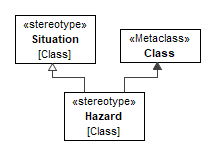 «stereotype»
Situation
[Class]
«Metaclass»
Class
«stereotype»
Hazard
[Class]